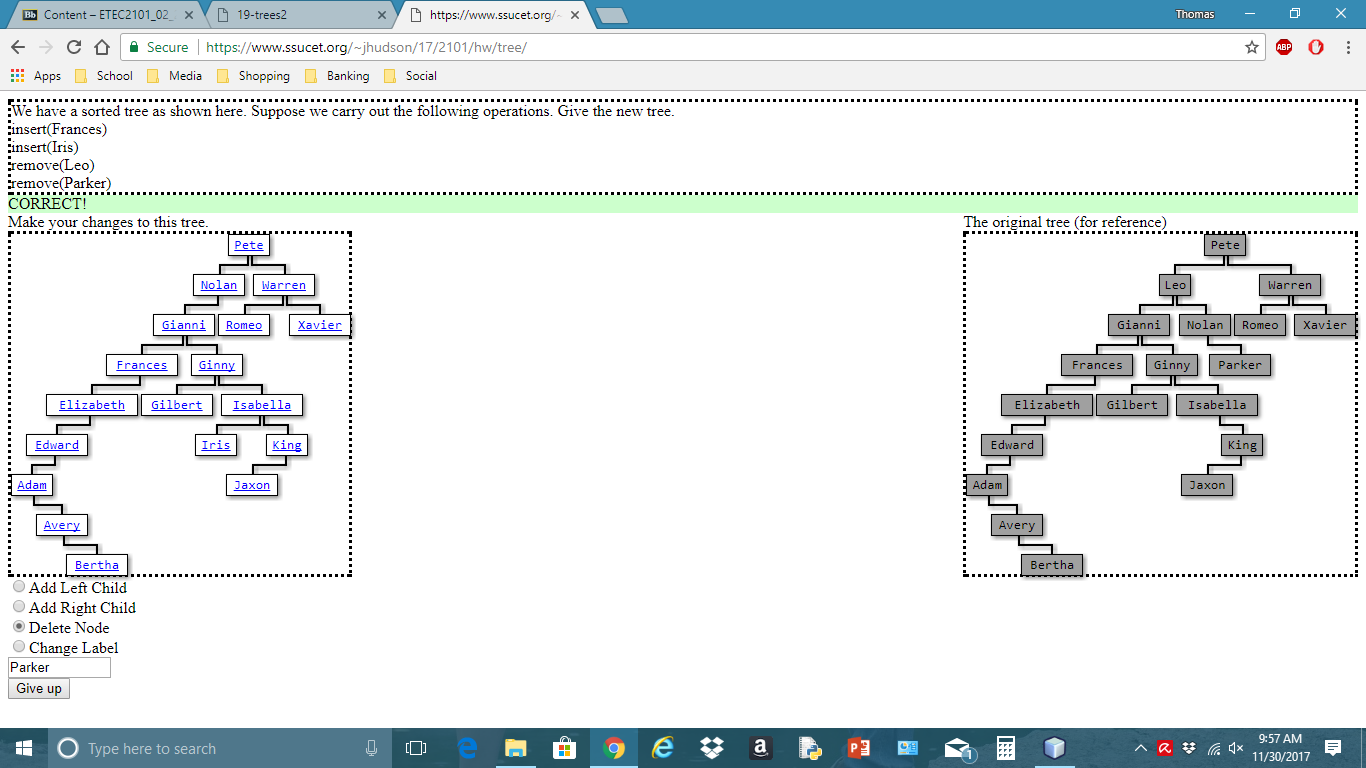 Content – ETEC2101_02_
19-trees2
https://www.ssucet.org/~
Thomas
Secure
https://www.ssucet.org/~jhudson/17/2101/hw/tree/
ABP
Apps
School
Media
Shopping
Banking
Social
We have a sorted tree as shown here. Suppose we carry out the following operations. Give the new tree.
insert(Frances)
insert(Iris)
remove(Leo)
remove(Parker)
CORRECT!
Make your changes to this tree.
Pete
Nolan Warren
Gianni Romeo Xavier
Frances Ginny
Elizabeth Gilbert Isabella
Edward Iris King
Adam Jaxon
Avery
Bertha
The original tree (for reference)
Pete
Leo Warren
Gianni Nolan Romeo Xavier
Frances Ginny Parker
Elizabeth Gilbert Isabella
Edward King
Adam Jaxon
Avery
Bertha
Add Left Child
Add Right Child
Delete Node
Change Label
Parker
Give up
Type here to search
1
9:57 AM
11/30/2017